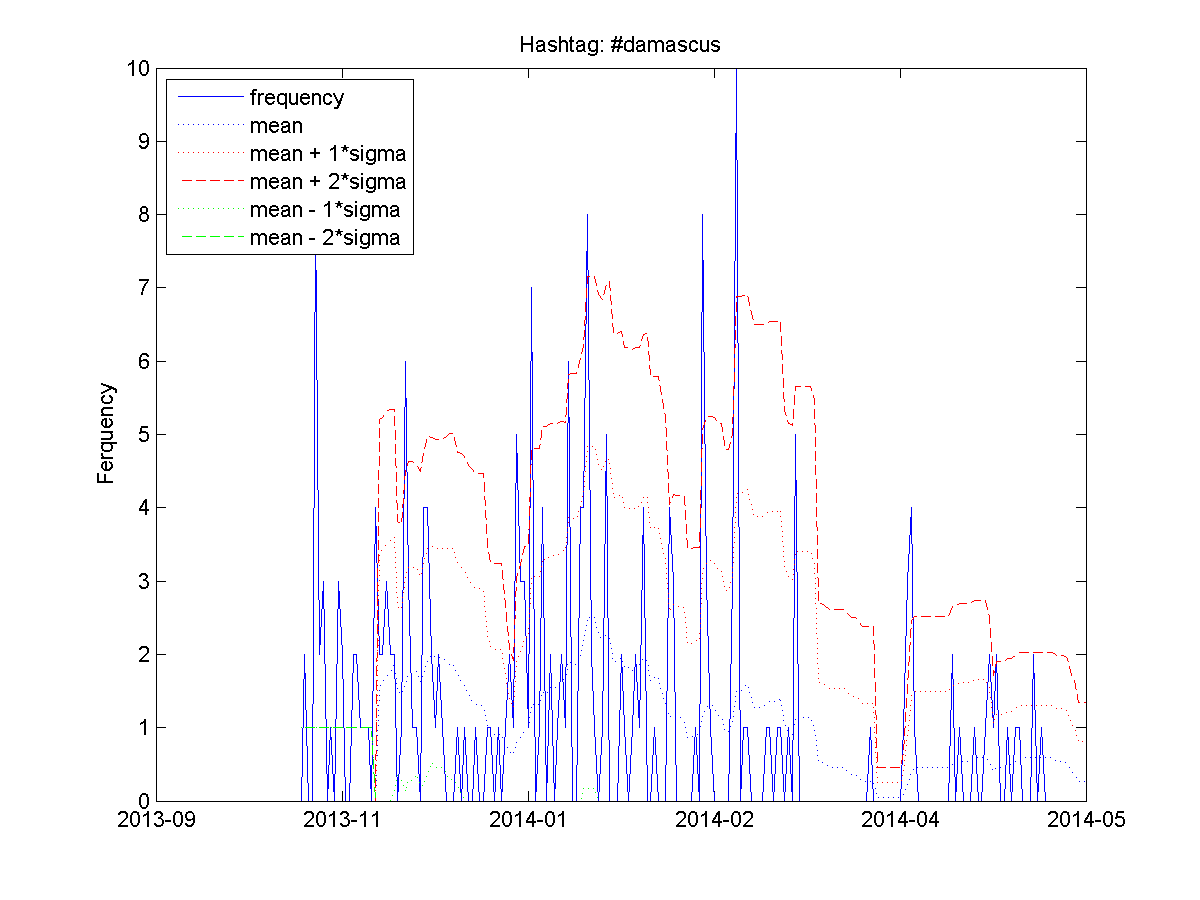 Hashtag: #damascus
10
9
8
7
6
5
4
3
2
1
0
Ferquency
frequency
mean
mean + 1*sigma
mean + 2*sigma
mean - 1*sigma
mean - 2*sigma
2013-09 2013-11 2014-01 2014-02 2014-04 2014-05